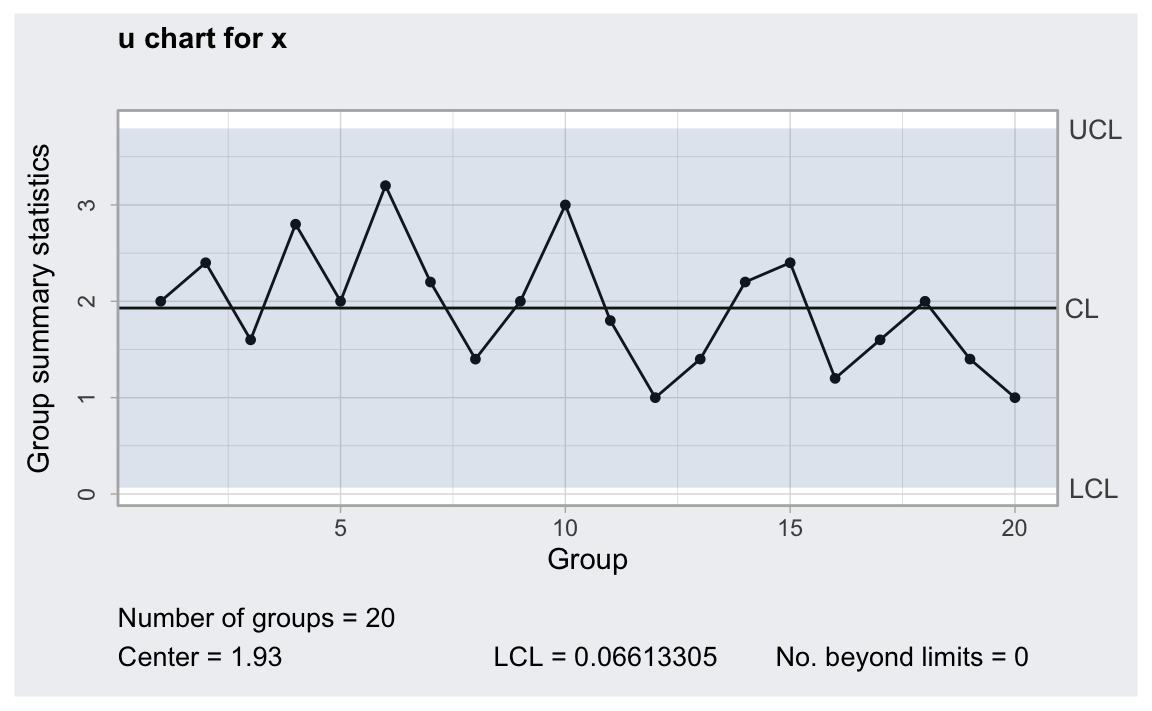 u chart for x
UCL
Group summary statistics
3
2
CL
1
0
LCL
5 10 15 20
Group
Number of groups = 20
Center = 1.93 LCL = 0.06613305 No. beyond limits = 0